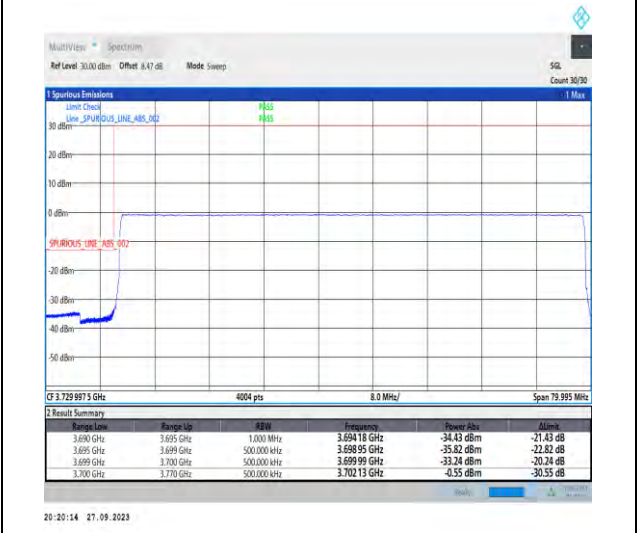 MultiView Spectrum
Ref Level 30.00 dBm Offset 8.47 dB Mode Sweep SGL
Count 30/30
1 Spurious Emissions 1 Max
Limit Check PASS
Line _SPURIOUS_LINE_ABS_002 PASS
30 dBm
20 dBm
10 dBm
0 dBm
_SPURIOUS_LINE_ABS_002
-20 dBm
-30 dBm
-40 dBm
-50 dBm
CF 3.729 997 5 GHz 4004 pts 8.0 MHz/ Span 79.995 MHz
2 Result Summary
Range Low Range Up RBW Frequency Power Abs ΔLimit
3.690 GHz 3.695 GHz 1.000 MHz 3.694 18 GHz -34.43 dBm -21.43 dB
3.695 GHz 3.699 GHz 500.000 kHz 3.698 95 GHz -35.82 dBm -22.82 dB
3.699 GHz 3.700 GHz 500.000 kHz 3.699 99 GHz -33.24 dBm -20.24 dB
3.700 GHz 3.770 GHz 500.000 kHz 3.702 13 GHz -0.55 dBm -30.55 dB
Ready
20:20:14 27.09.2023